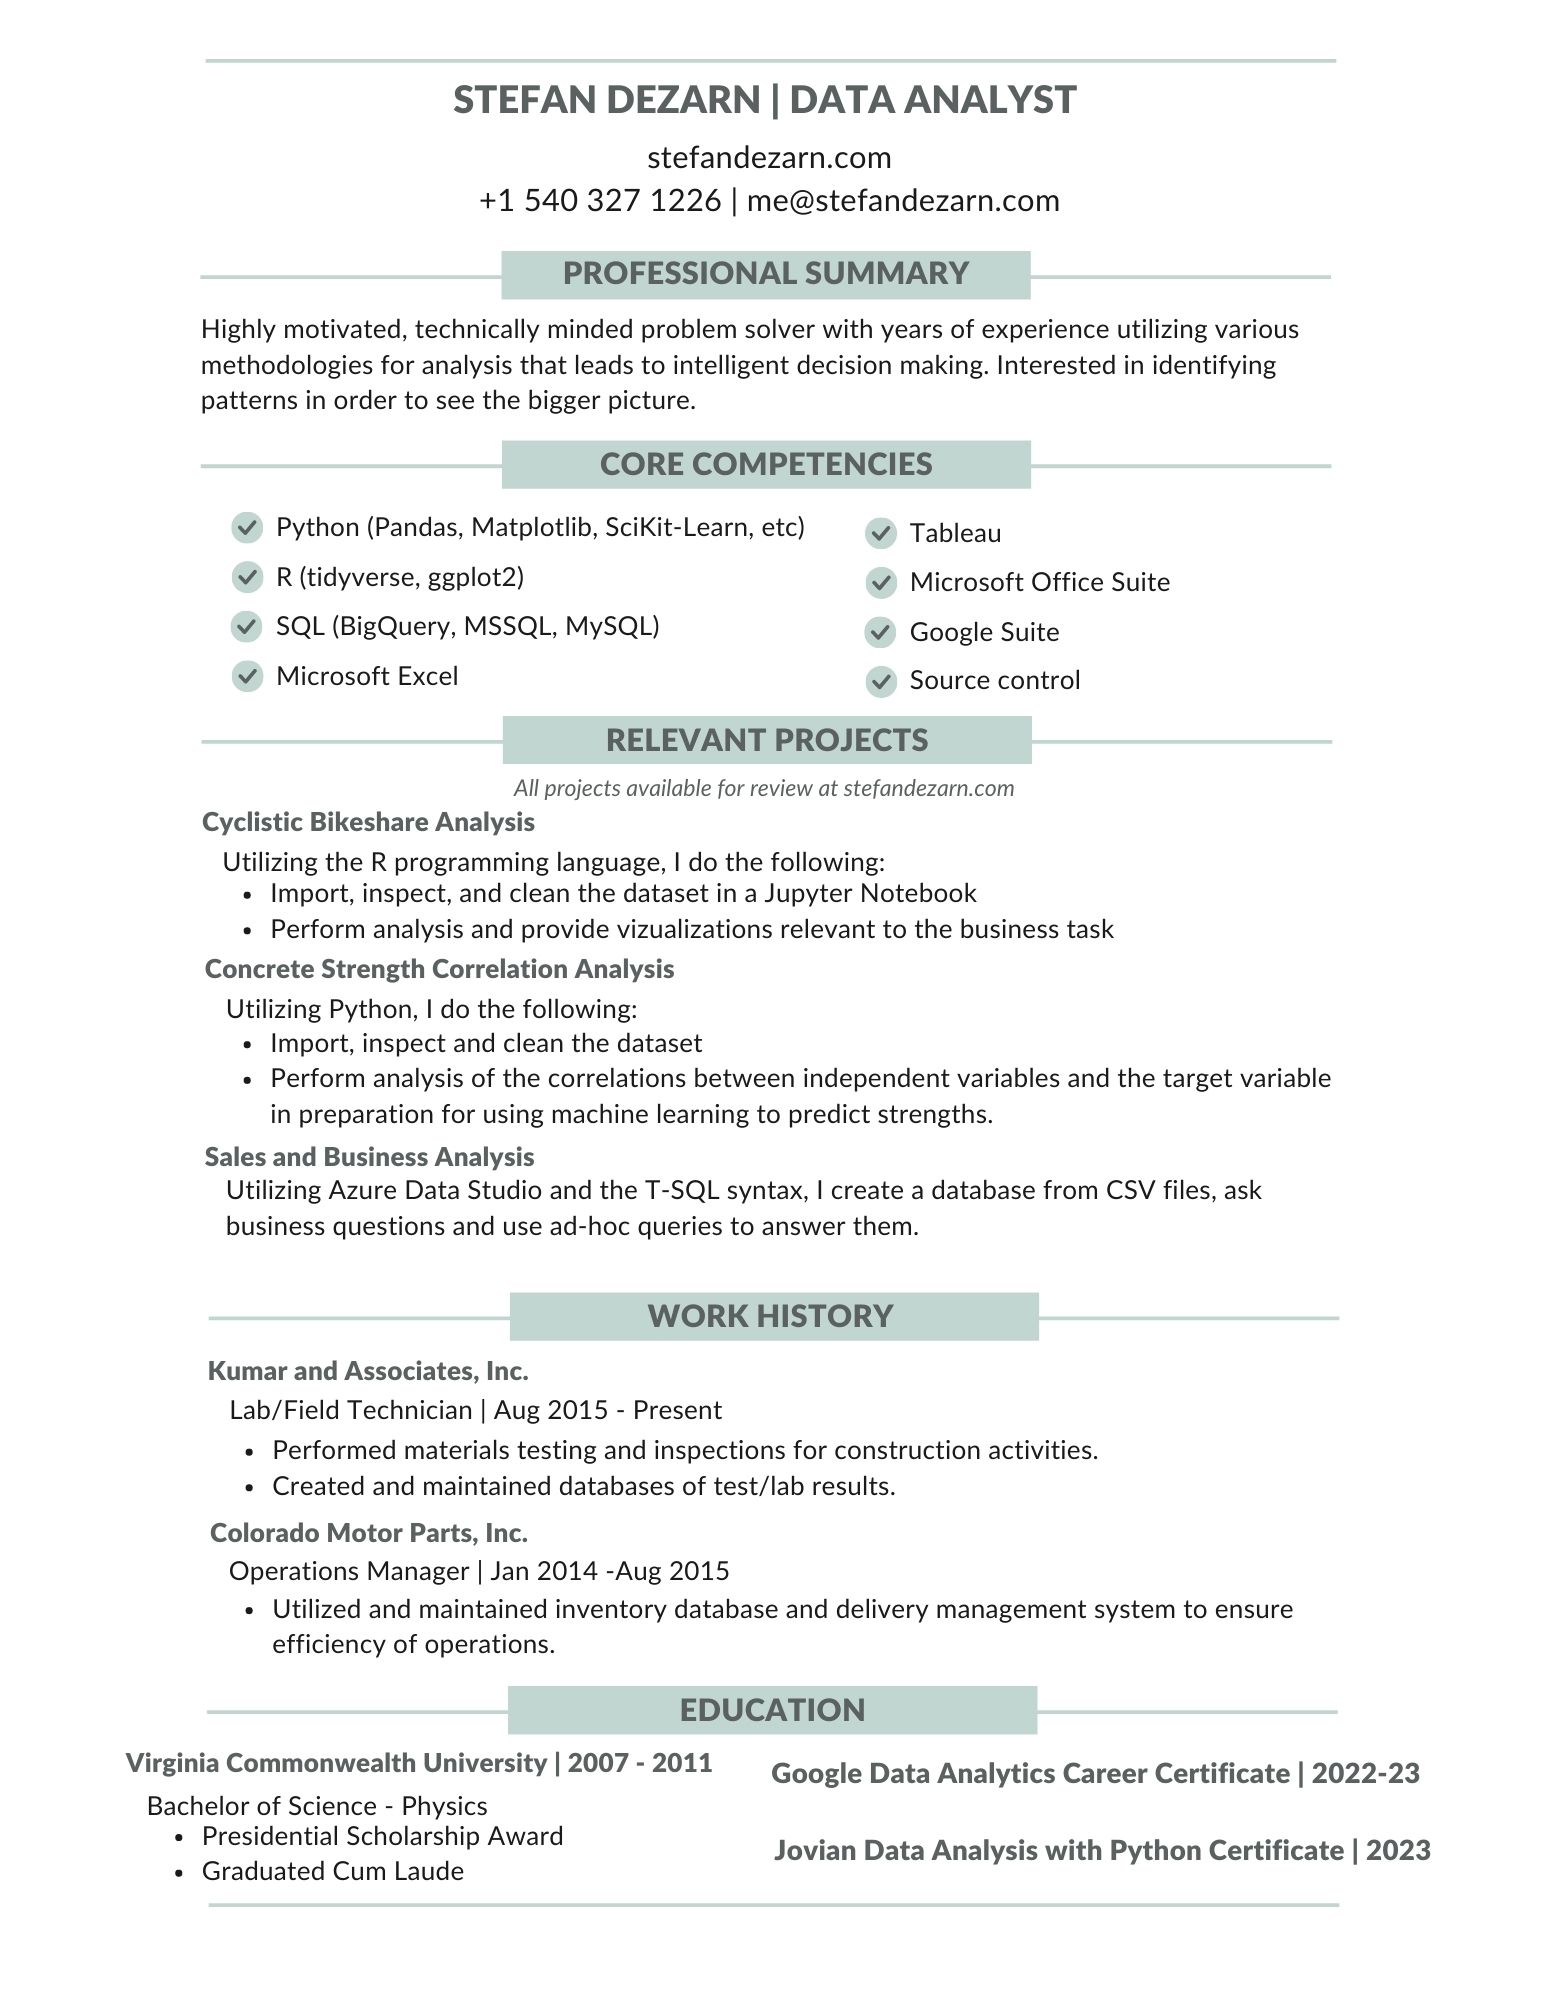 STEFAN DEZARN | DATA ANALYST
stefandezarn.com
+1 540 327 1226 | me@stefandezarn.com
PROFESSIONAL SUMMARY
Highly motivated, technically minded problem solver with years of experience utilizing various
methodologies for analysis that leads to intelligent decision making. Interested in identifying
patterns in order to see the bigger picture.
CORE COMPETENCIES
Python (Pandas, Matplotlib, SciKit-Learn, etc)
R (tidyverse, ggplot2)
SQL (BigQuery, MSSQL, MySQL)
Microsoft Excel
Tableau
Microsoft Office Suite
Google Suite
Source control
RELEVANT PROJECTS
All projects available for review at stefandezarn.com
Cyclistic Bikeshare Analysis
Utilizing the R programming language, I do the following:
• Import, inspect, and clean the dataset in a Jupyter Notebook
• Perform analysis and provide vizualizations relevant to the business task
Concrete Strength Correlation Analysis
Utilizing Python, I do the following:
• Import, inspect and clean the dataset
• Perform analysis of the correlations between independent variables and the target variable
in preparation for using machine learning to predict strengths.
Sales and Business Analysis
Utilizing Azure Data Studio and the T-SQL syntax, I create a database from CSV files, ask
business questions and use ad-hoc queries to answer them.
WORK HISTORY
Kumar and Associates, Inc.
Lab/Field Technician | Aug 2015 - Present
• Performed materials testing and inspections for construction activities.
• Created and maintained databases of test/lab results.
Colorado Motor Parts, Inc.
Operations Manager | Jan 2014 -Aug 2015
• Utilized and maintained inventory database and delivery management system to ensure
efficiency of operations.
EDUCATION
Virginia Commonwealth University | 2007 - 2011
Bachelor of Science - Physics
• Presidential Scholarship Award
• Graduated Cum Laude
Google Data Analytics Career Certificate | 2022-23
Jovian Data Analysis with Python Certificate | 2023